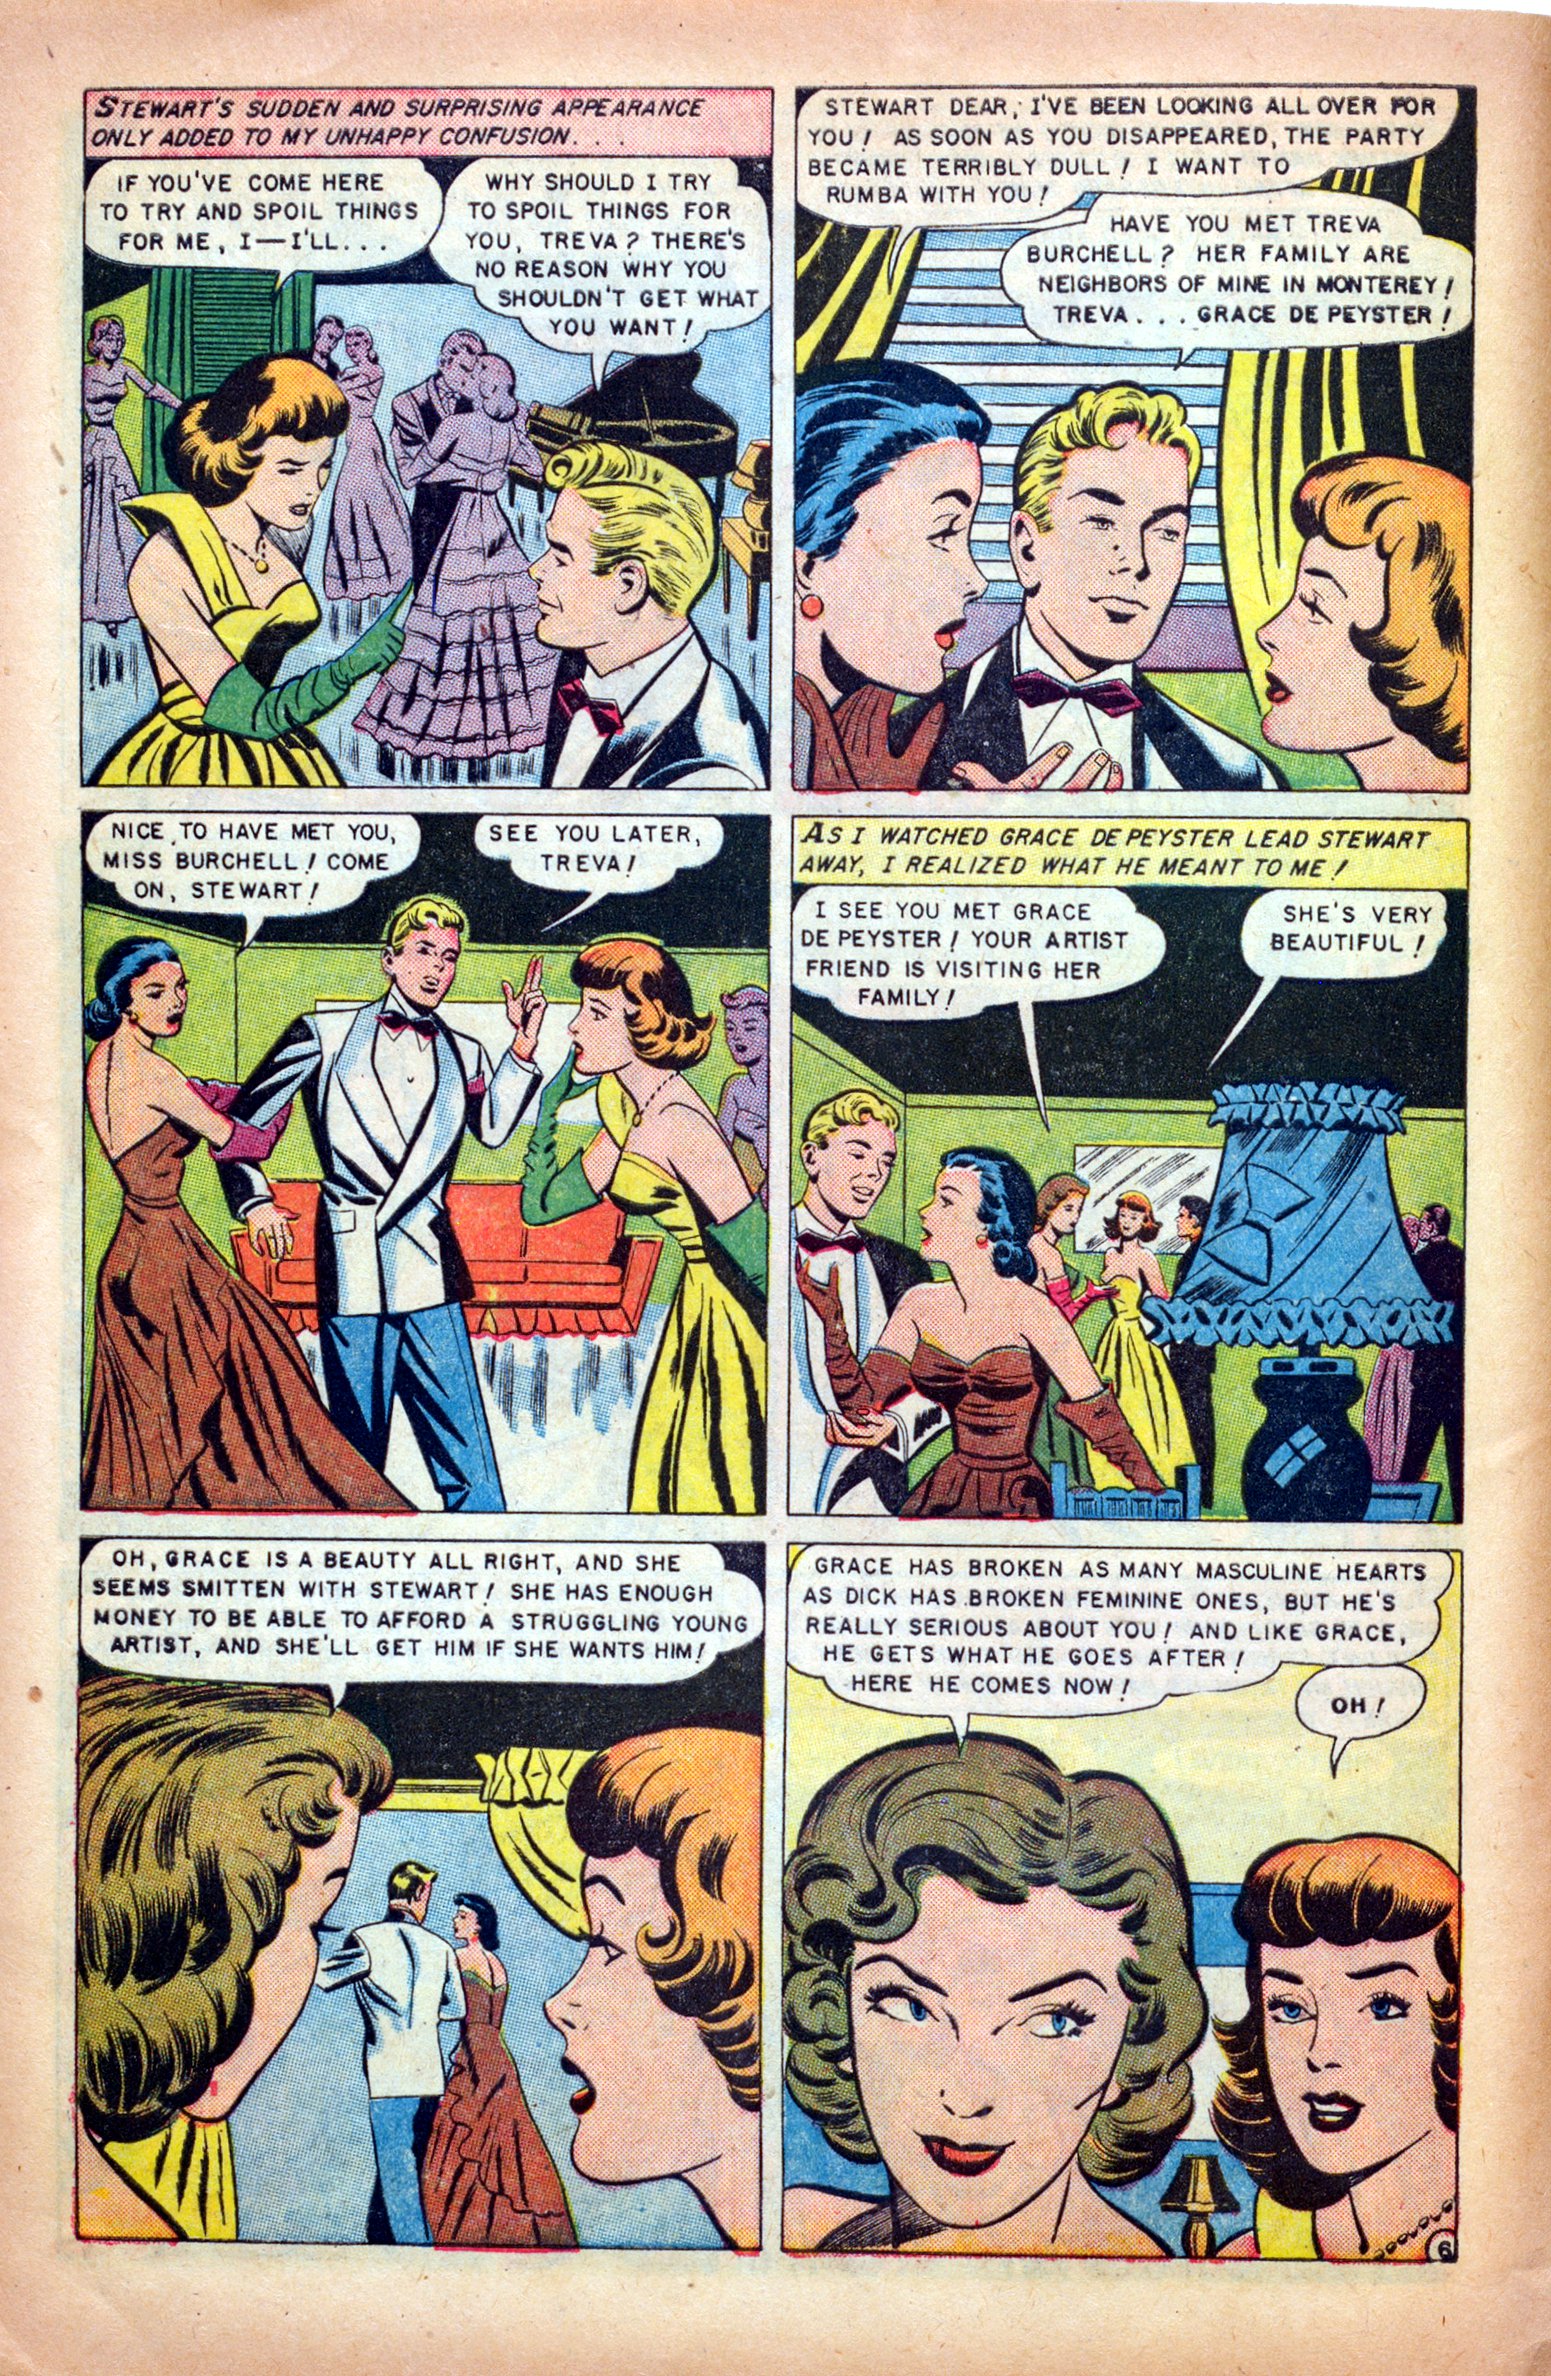 STEWART'S SUDDEN AND SURPRISING APPEARANCE
ONLY ADDED TO MY UNHAPPY CONFUSION. . .
IF YOU'VE COME HERE
TO TRY AND SPOIL THINGS
FOR ME, I—I'LL. . .
WHY SHOULD I TRY
TO SPOIL THINGS FOR
YOU, TREVA? THERE'S
NO REASON WHY YOU
SHOULDN'T GET WHAT
YOU WANT!
STEWART DEAR, I'VE BEEN LOOKING ALL OVER FOR
YOU! AS SOON AS YOU DISAPPEARED, THE PARTY
BECAME TERRIBLY DULL! I WANT TO
RUMBA WITH YOU!
HAVE YOU MET TREVA
BURCHELL? HER FAMILY ARE
NEIGHBORS OF MINE IN MONTEREY!
TREVA. . . GRACE DE PEYSTER!
NICE TO HAVE MET YOU,
MISS BURCHELL! COME
ON, STEWART!
SEE YOU LATER,
TREVA!
AS I WATCHED GRACE DE PEYSTER LEAD STEWART
AWAY, I REALIZED WHAT HE MEANT TO ME!
I SEE YOU MET GRACE
DE PEYSTER! YOUR ARTIST
FRIEND IS VISITING HER
FAMILY!
SHE'S VERY
BEAUTIFUL!
OH, GRACE IS A BEAUTY ALL RIGHT, AND SHE
SEEMS SMITTEN WITH STEWART! SHE HAS ENOUGH
MONEY TO BE ABLE TO AFFORD A STRUGGLING YOUNG
ARTIST, AND SHE'LL GET HIM IF SHE WANTS HIM!
GRACE HAS BROKEN AS MANY MASCULINE HEARTS
AS DICK HAS BROKEN FEMININE ONES, BUT HE'S
REALLY SERIOUS ABOUT YOU! AND LIKE GRACE,
HE GETS WHAT HE GOES AFTER!
HERE HE COMES NOW!
OH!
6